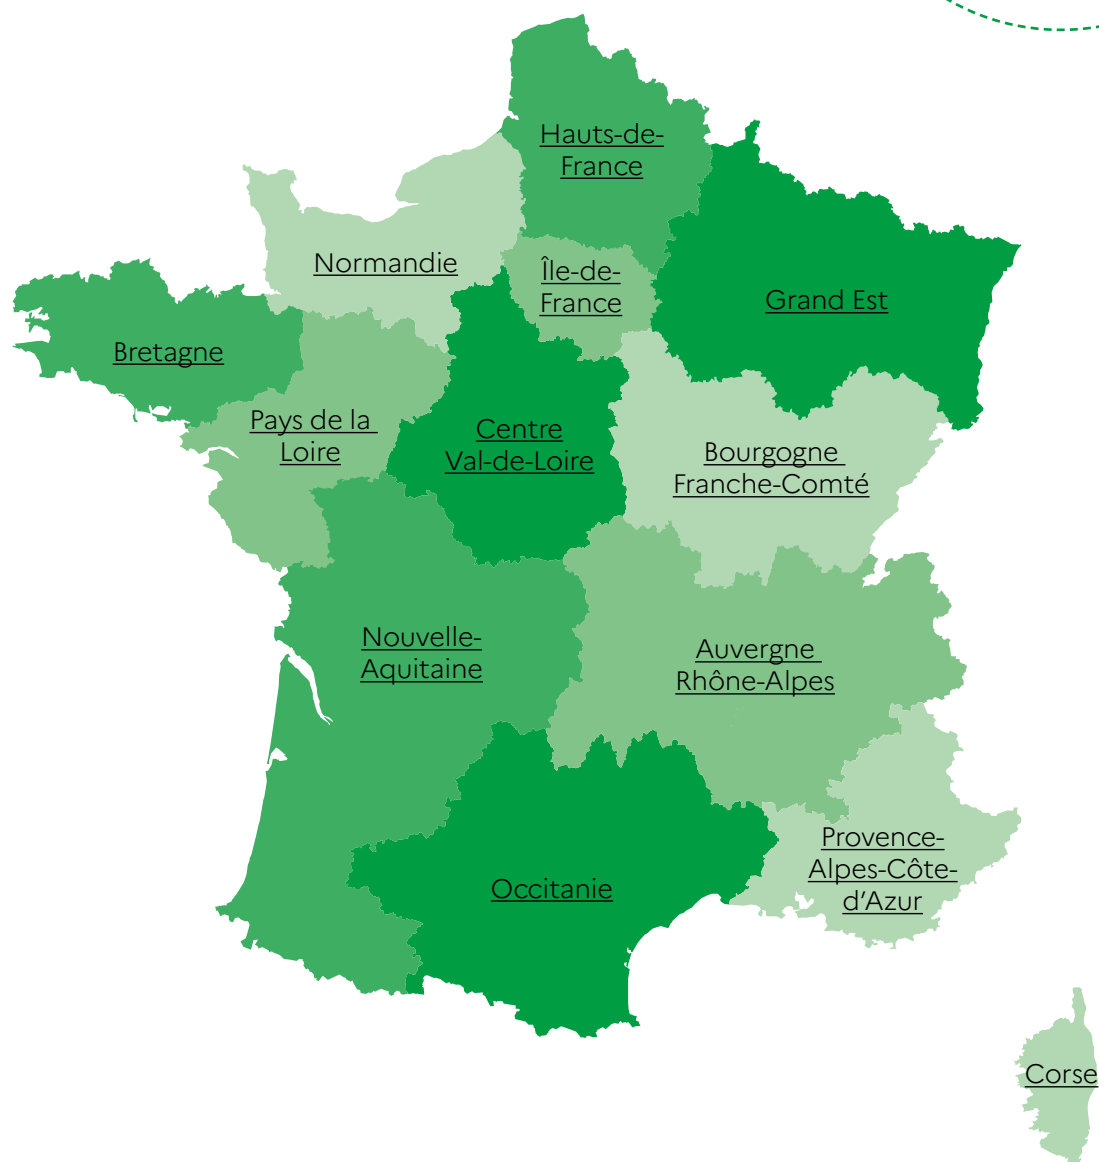 Hauts-de-
France
Normandie
Île-de-
France
Grand Est
Bretagne
Pays de la
Loire
Centre
Val-de-Loire
Bourgogne
Franche-Comté
Nouvelle-
Aquitaine
Auvergne
Rhône-Alpes
Provence-
Alpes-Côte-
d’Azur
Occitanie
Corse